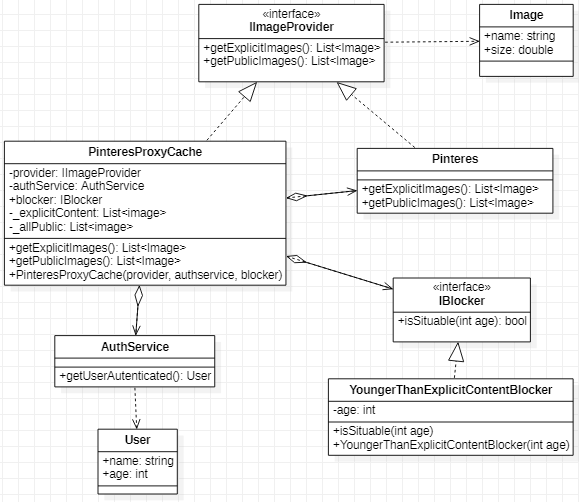 «interface»
IImageProvider
+getExplicitImages(): List<Image>
+getPublicImages(): List<Image>
Image
+name: string
+size: double
PinteresProxyCache
-provider: IImageProvider
-authService: AuthService
+blocker: IBlocker
-_explicitContent: List<image>
-_allPublic: List<image>
+getExplicitImages(): List<Image>
+getPublicImages(): List<Image>
+PinteresProxyCache(provider, authservice, blocker)
Pinteres
+getExplicitImages(): List<Image>
+getPublicImages(): List<Image>
«interface»
IBlocker
+isSituable(int age): bool
AuthService
+getUserAutenticated(): User
YoungerThanExplicitContentBlocker
-age: int
+isSituable(int age)
+YoungerThanExplicitContentBlocker(int age)
User
+name: string
+age: int